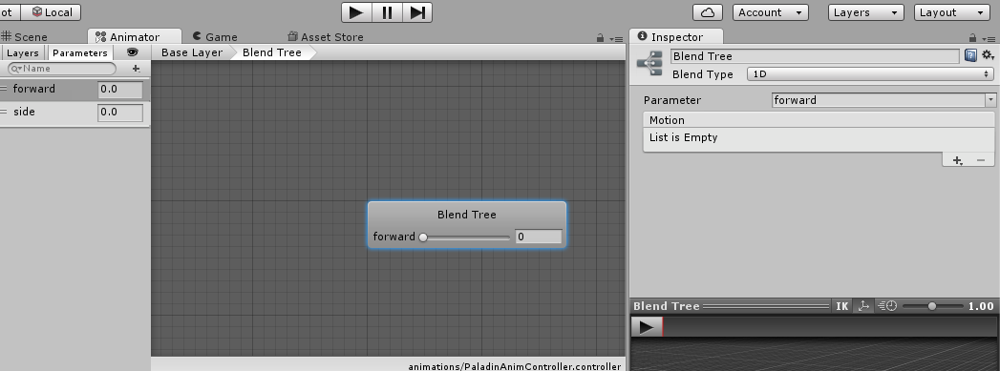 ot Local Account Layers Layout
Scene Animator Game Asset Store Inspector
Layers Parameters Base Layer Blend Tree
Blend Tree
Name
Blend Type 1D
forward 0.0
side 0.0
Parameter forward
Motion
List is Empty
Blend Tree
forward 0
Blend Tree IK 1.00
animations/PaladinAnimController.controller